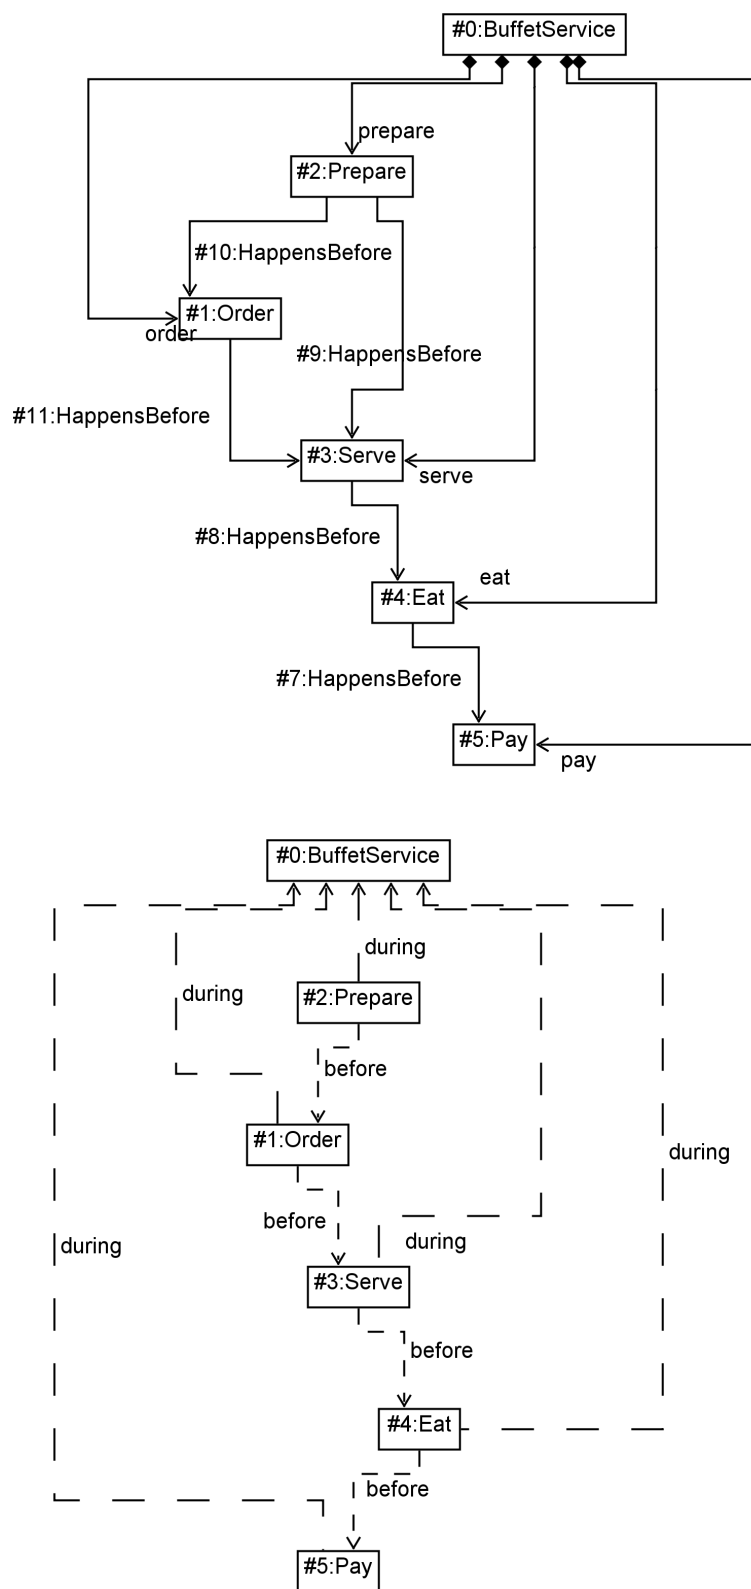 #0:BuffetService
prepare
#2:Prepare
#10:HappensBefore
#1:Order
order
#9:HappensBefore
#11:HappensBefore
#3:Serve
serve
#8:HappensBefore
eat
#4:Eat
#7:HappensBefore
#5:Pay
pay
#0:BuffetService
during
during
#2:Prepare
before
#1:Order
during
before
during
during
#3:Serve
before
#4:Eat
before
#5:Pay